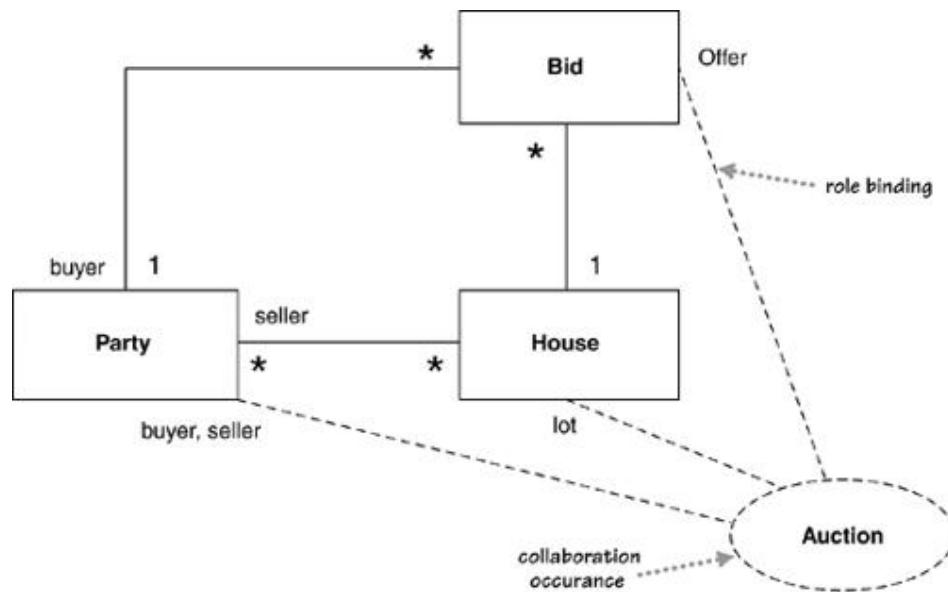 *
Bid
Offer
*
role binding
buyer
1
1
Party
seller
House
*
*
buyer, seller
lot
Auction
collaboration
occurance